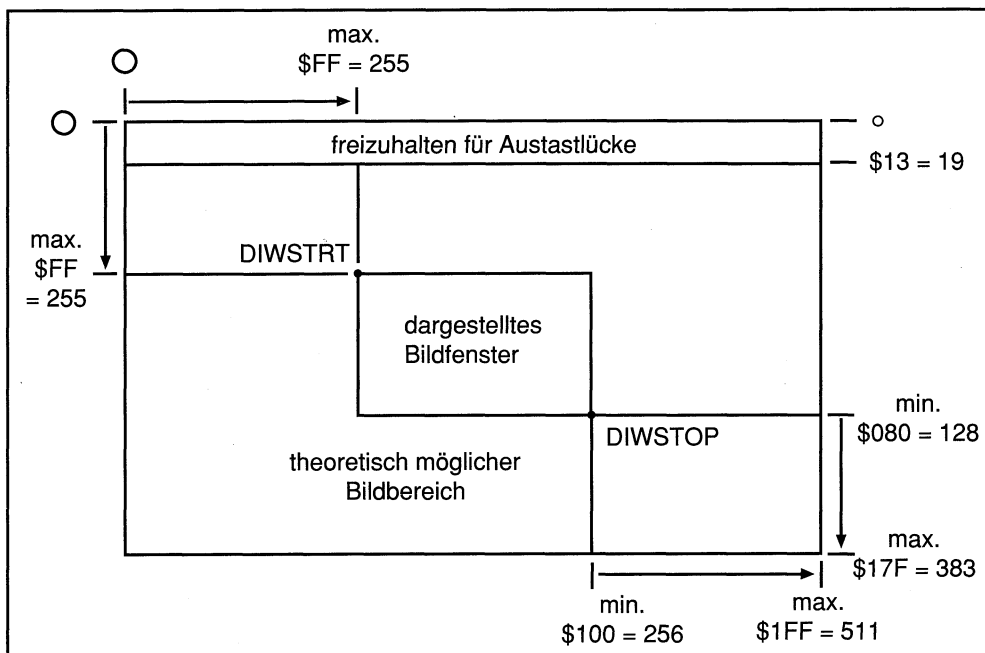 max.
$FF = 255
freizuhalten für Austastlücke
$13 = 19
max.
$FF
= 255
DIWSTRT
dargestelltes
Bildfenster
min.
$080 = 128
DIWSTOP
theoretisch möglicher
Bildbereich
max.
$17F = 383
min.
$100 = 256
max.
$1FF = 511